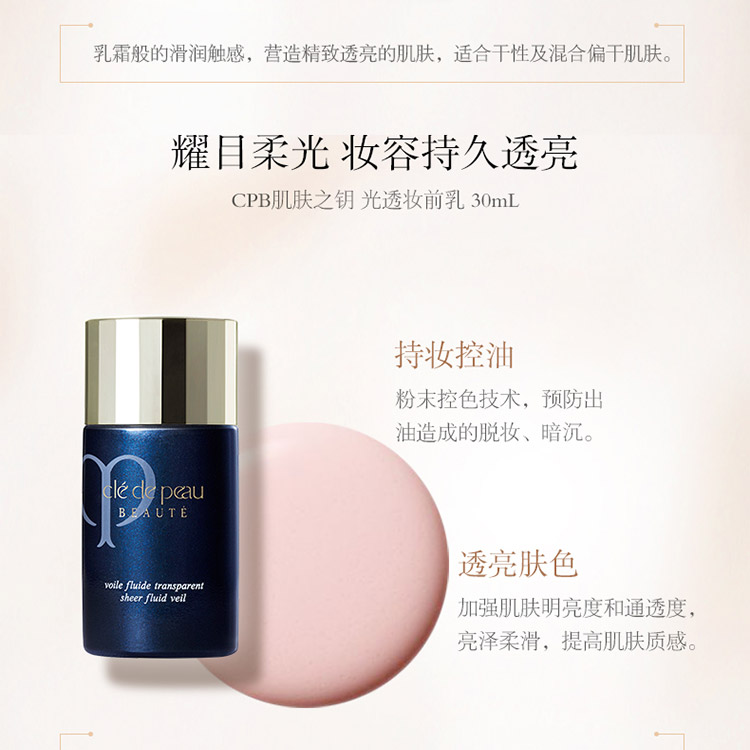 乳霜般的滑润触感，营造精致透亮的肌肤，适合干性及混合偏干肌肤。
耀目柔光 妆容持久透亮
CPB肌肤之钥 光透妆前乳 30mL
持妆控油
粉末控色技术，预防出
油造成的脱妆、暗沉。
clé de peau
BEAUTÉ
voile fluide transparent
sheer fluid veil
透亮肤色
加强肌肤明亮度和通透度，
亮泽柔滑，提高肌肤质感。